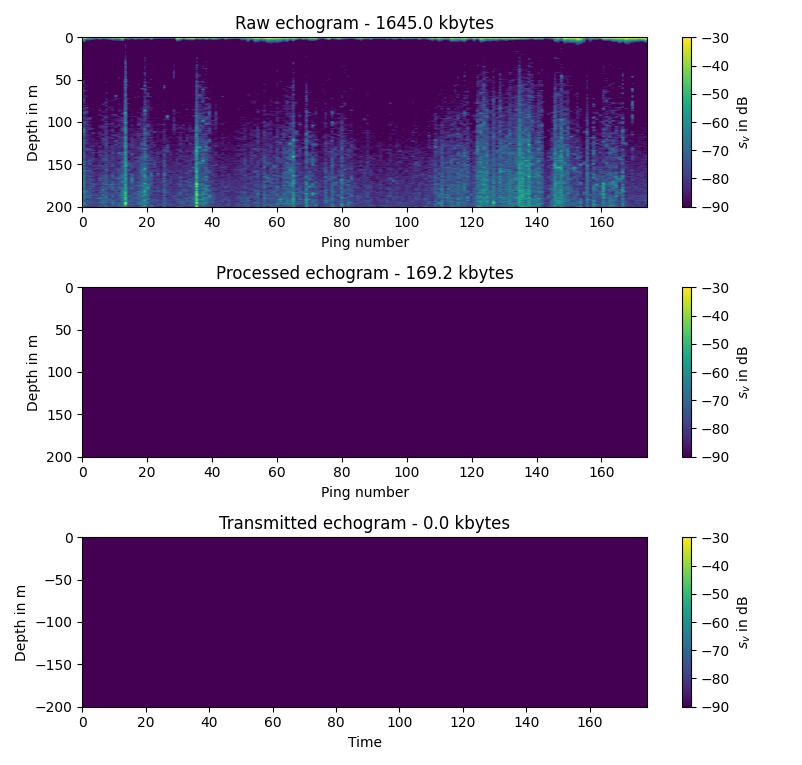 Raw echogram - 1645.0 kbytes
0
50
100
150
200
Depth in m
0 20 40 60 80 100 120 140 160
Ping number
−30
−40
−50
−60
−70
−80
−90
sv in dB
Processed echogram - 169.2 kbytes
0
50
100
150
200
Depth in m
0 20 40 60 80 100 120 140 160
Ping number
−30
−40
−50
−60
−70
−80
−90
sv in dB
Transmitted echogram - 0.0 kbytes
0
−50
−100
−150
−200
Depth in m
0 20 40 60 80 100 120 140 160
Time
−30
−40
−50
−60
−70
−80
−90
sv in dB